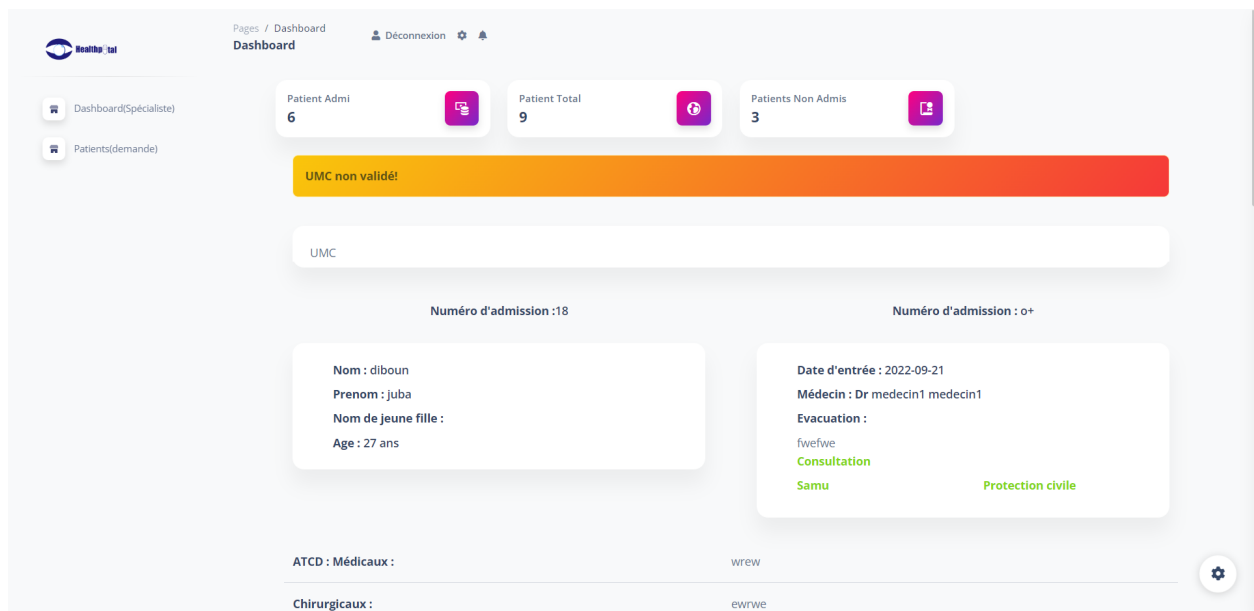 Healthpital
Pages / Dashboard
Dashboard
Déconnexion
Dashboard(Spécialiste)
Patients(demande)
Patient Admi
6
Patient Total
9
Patients Non Admis
3
UMC non validé!
UMC
Numéro d'admission :18
Numéro d'admission : o+
Nom : diboun
Prenom : juba
Nom de jeune fille :
Age : 27 ans
Date d'entrée : 2022-09-21
Médecin : Dr medecin1 medecin1
Evacuation :
fwefwe
Consultation
Samu Protection civile
ATCD : Médicaux : wrew
Chirurgicaux : ewrwe